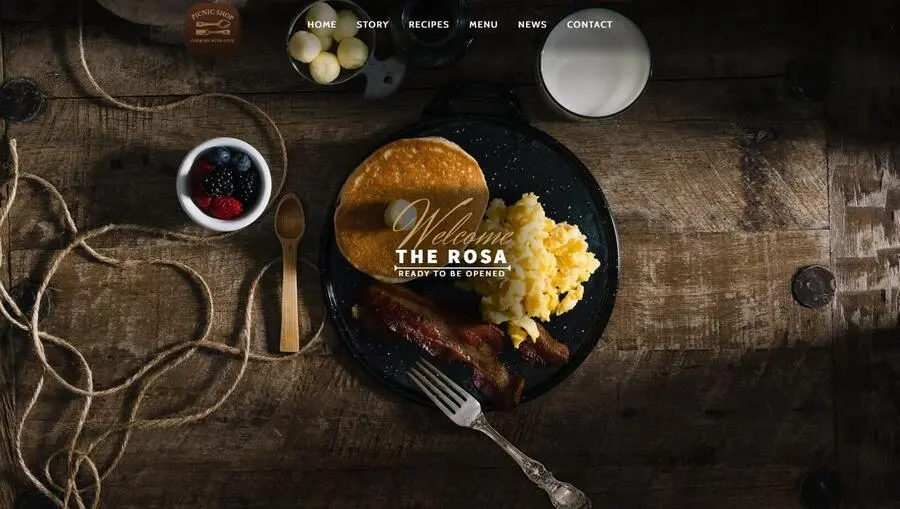 PICNIC SHOP
COOKING WITH LOVE
HOME STORY RECIPES MENU NEWS CONTACT
Welcome
THE ROSA
READY TO BE OPENED